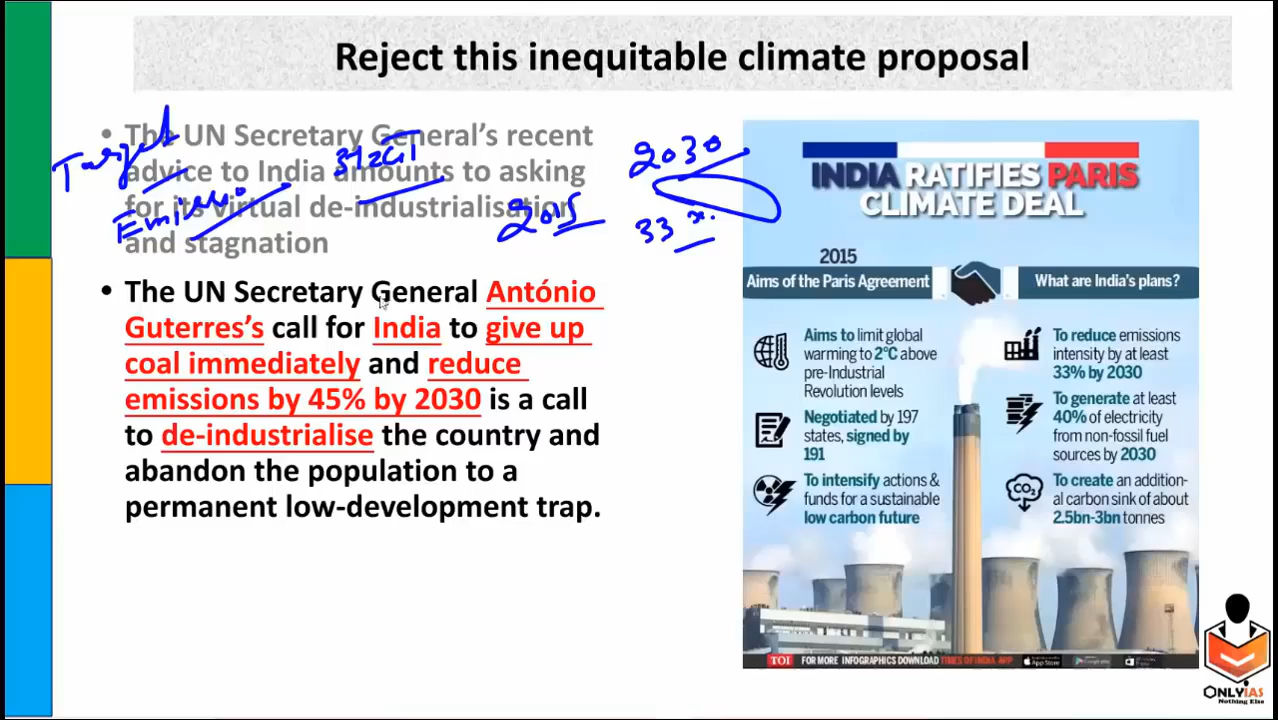 Reject this inequitable climate proposal
• The UN Secretary General's recent
advice to India amounts to asking
for its virtual de-industrialisation
and stagnation
Target
Emissio
2015
2030
33 %
• The UN Secretary General António
Guterres's call for India to give up
coal immediately and reduce
emissions by 45% by 2030 is a call
to de-industrialise the country and
abandon the population to a
permanent low-development trap.
INDIA RATIFIES PARIS
CLIMATE DEAL
2015
Aims of the Paris Agreement
Aims to limit global
warming to 2°C above
pre-Industrial
Revolution levels
Negotiated by 197
states, signed by
191
To intensify actions &
funds for a sustainable
low carbon future
What are India's plans?
To reduce emissions
intensity by at least
33% by 2030
To generate at least
40% of electricity
from non-fossil fuel
sources by 2030
CO2
To create an addition-
al carbon sink of about
2.5bn-3bn tonnes
TOI FOR MORE INFOGRAPHICS DOWNLOAD TIMES OF INDIA APP
App Store
Google play
ONLYIAS
Nothing Else